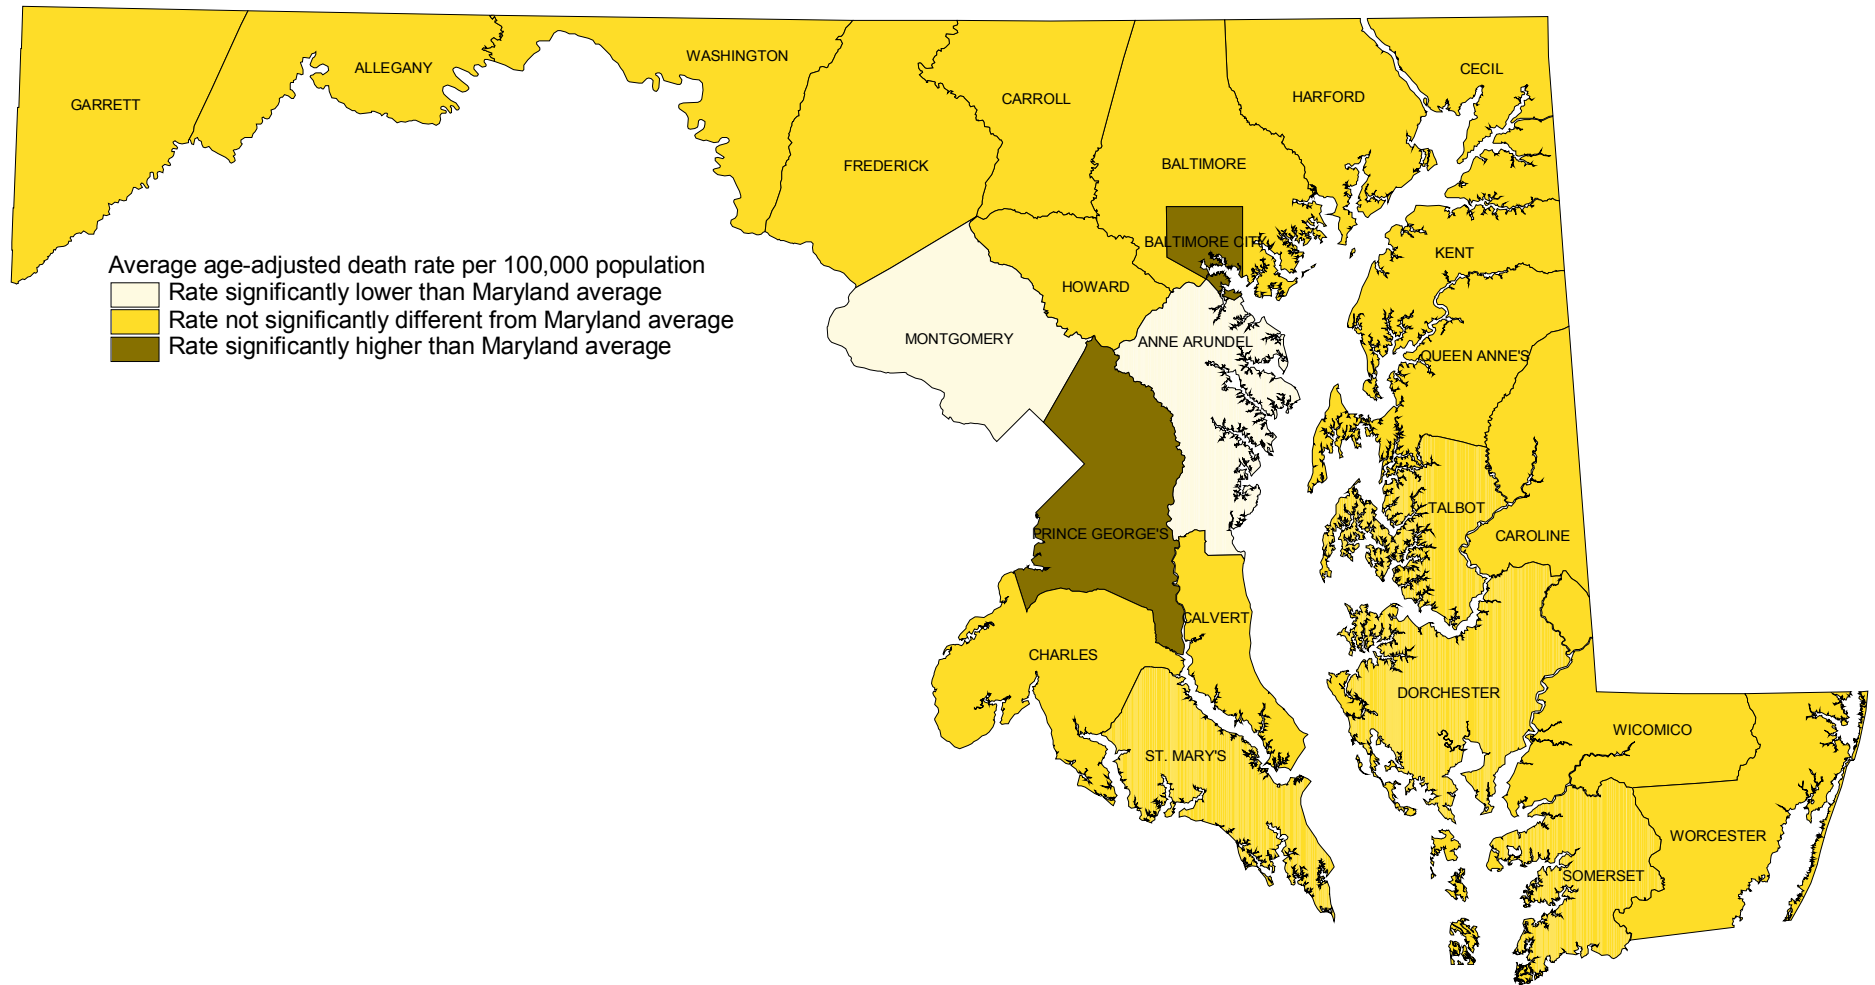 WASHINGTON
ALLEGANY
CECIL
GARRETT
CARROLL
HARFORD
FREDERICK
BALTIMORE
BALTIMORE CITY
KENT
Average age-adjusted death rate per 100,000 population
Rate significantly lower than Maryland average
Rate not significantly different from Maryland average
Rate significantly higher than Maryland average
HOWARD
MONTGOMERY
ANNE ARUNDEL
QUEEN ANNE'S
TALBOT
PRINCE GEORGE'S
CAROLINE
CALVERT
CHARLES
DORCHESTER
WICOMICO
ST. MARY'S
WORCESTER
SOMERSET